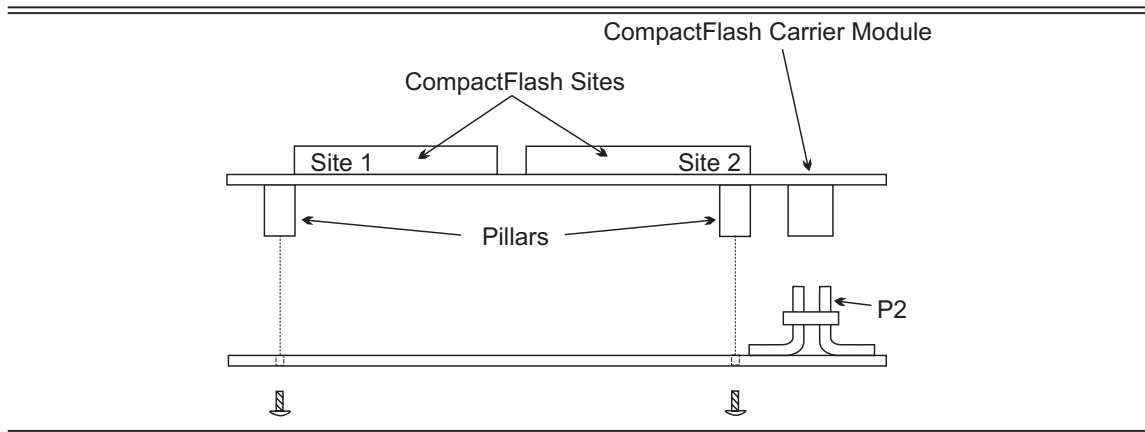 CompactFlash Carrier Module
CompactFlash Sites
Site 1
Site 2
Pillars
P2